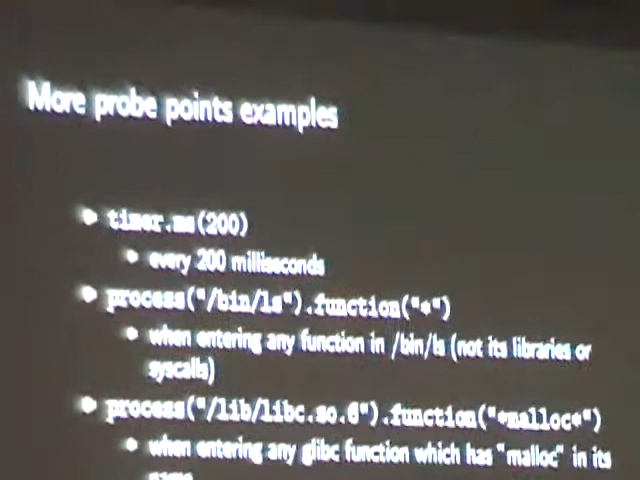 More probe points examples
timer.ms(200)
every 200 milliseconds
process("/bin/ls").function("*")
when entering any function in /bin/ls (not its libraries or
syscalls)
process("/lib/libc.so.6").function("*malloc*")
when entering any glibc function which has "malloc" in its
name